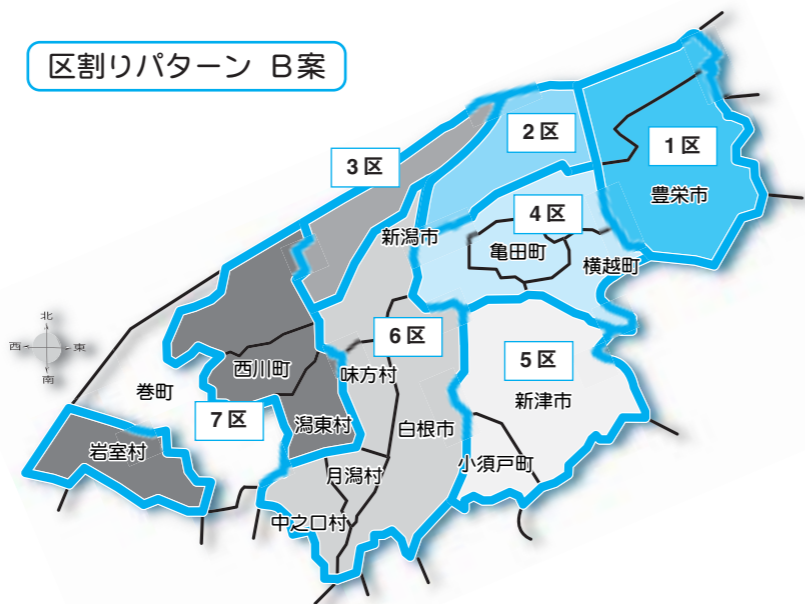 区割りパターン B案
2区
1区
3区
豊栄市
4区
新潟市
亀田町
横越町
北
西
東
南
6区
5区
西川町
味方村
巻町
新津市
7区
潟東村
白根市
岩室村
小須戸町
月潟村
中之口村